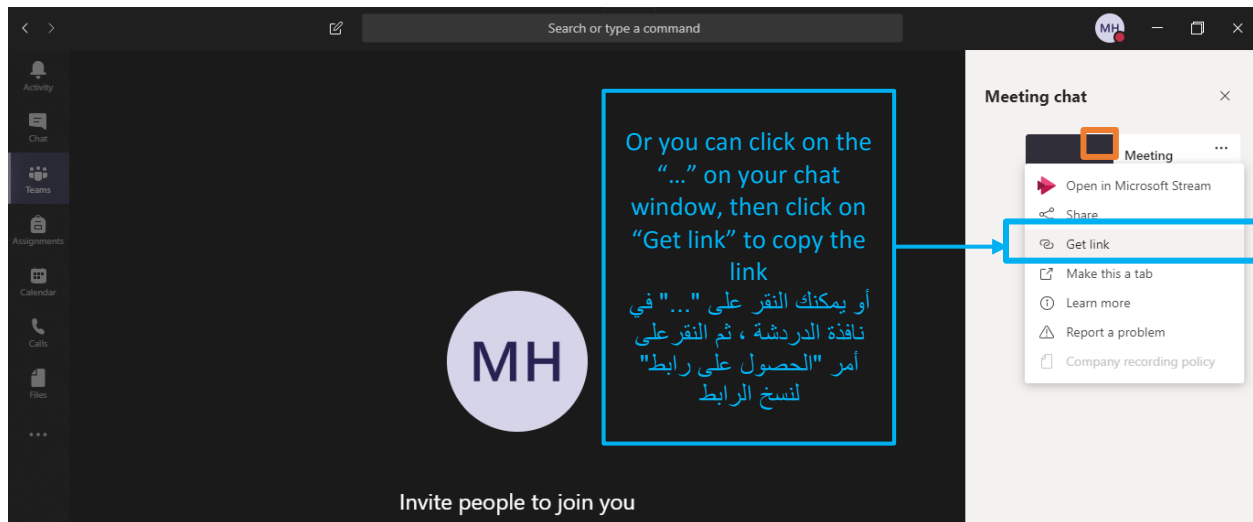 Search or type a command
MH
Activity
Chat
Teams
Assignments
Calendar
Calls
Files
Or you can click on the
“…” on your chat
window, then click on
“Get link” to copy the
link
أو يمكنك النقر على "..." في
نافذة الدردشة ، ثم النقر على
أمر "الحصول على رابط"
لنسخ الرابط
MH
Invite people to join you
Meeting chat
Meeting
Open in Microsoft Stream
Share
Get link
Make this a tab
Learn more
Report a problem
Company recording policy